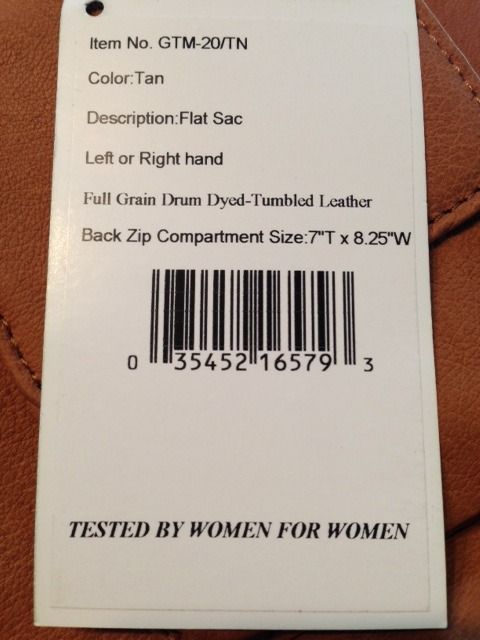 Item No. GTM-20/TN
Color:Tan
Description:Flat Sac
Left or Right hand
Full Grain Drum Dyed-Tumbled Leather
Back Zip Compartment Size:7"T x 8.25"W
0 35452 16579 3
TESTED BY WOMEN FOR WOMEN